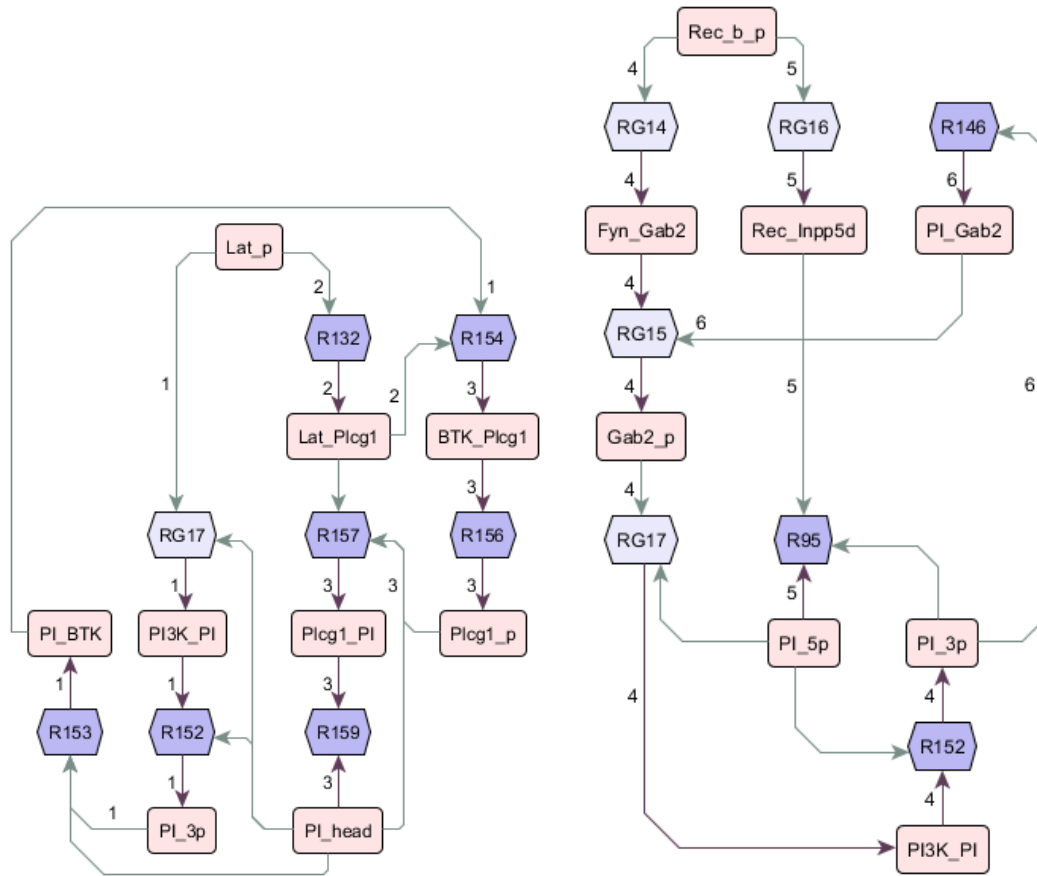 Rec_b_p
4
5
RG14
RG16
R146
4
5
6
Fyn_Gab2
Rec_Inpp5d
PI_Gab2
Lat_p
2
1
4
R132
R154
RG15
6
1
2
2
3
4
5
6
Lat_Plcg1
BTK_Plcg1
Gab2_p
3
4
RG17
R157
R156
RG17
R95
1
3
3
3
5
PI_BTK
PI3K_PI
Plcg1_PI
Plcg1_p
PI_5p
PI_3p
1
1
3
4
4
R153
R152
R159
R152
1
1
3
4
PI_3p
PI_head
PI3K_PI